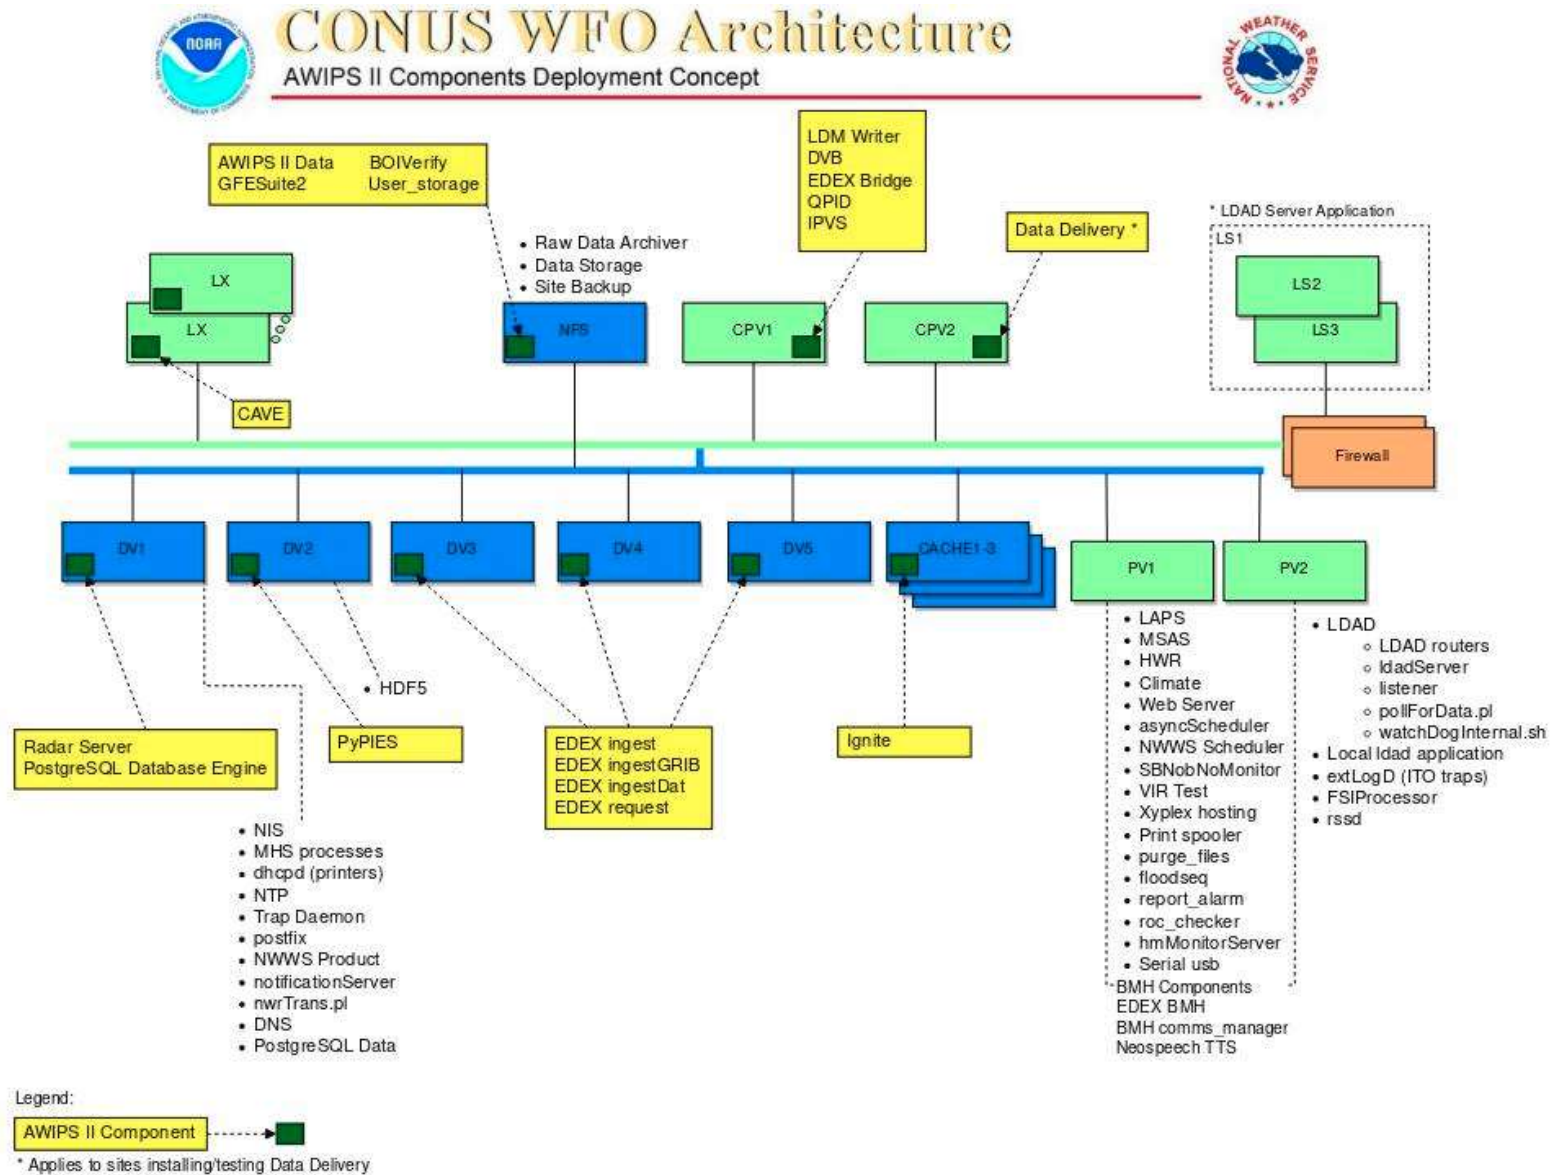 NOAA
CONUS WFO Architecture
AWIPS II Components Deployment Concept
NATIONAL WEATHER SERVICE
AWIPS II Data BOIVerify
GFESuite2 User_storage
LDM Writer
DVB
EDEX Bridge
QPID
IPVS
Data Delivery *
* LDAD Server Application
LS1
LS2
LS3
• Raw Data Archiver
• Data Storage
• Site Backup
LX
LX
NFS
CPV1
CPV2
CAVE
Firewall
DV1
DV2
DV3
DV4
DV5
CACHE1-3
PV1
PV2
• HDF5
Radar Server
PostgreSQL Database Engine
PyPIES
EDEX ingest
EDEX ingestGRIB
EDEX ingestDat
EDEX request
Ignite
• NIS
• MHS processes
• dhcpd (printers)
• NTP
• Trap Daemon
• postfix
• NWWS Product
• notificationServer
• nwrTrans.pl
• DNS
• PostgreSQL Data
• LAPS
• MSAS
• HWR
• Climate
• Web Server
• asyncScheduler
• NWWS Scheduler
• SBNobNoMonitor
• VIR Test
• Xyplex hosting
• Print spooler
• purge_files
• floodseq
• report_alarm
• roc_checker
• hmMonitorServer
• Serial usb
BMH Components
EDEX BMH
BMH comms_manager
Neospeech TTS
• LDAD
○ LDAD routers
○ ldadServer
○ listener
○ pollForData.pl
○ watchDogInternal.sh
• Local ldad application
• extLogD (ITO traps)
• FSIProcessor
• rssd
Legend:
AWIPS II Component
* Applies to sites installing/testing Data Delivery